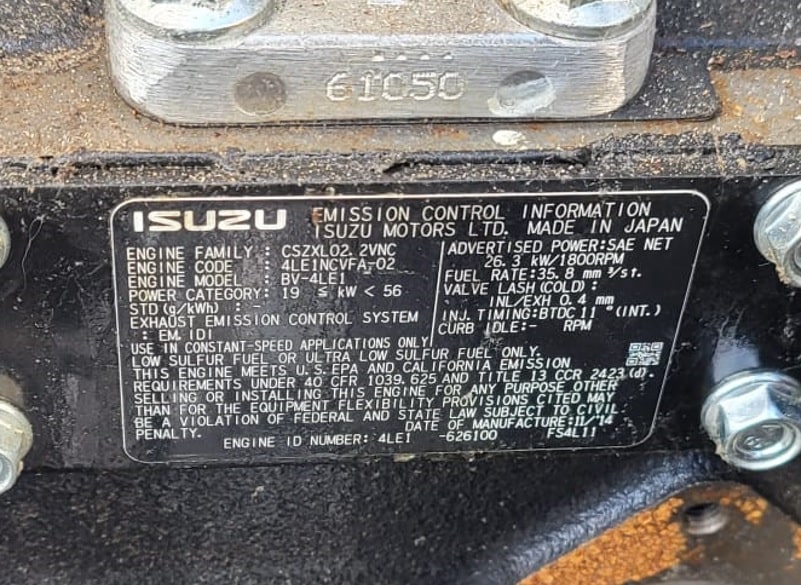 61050
ISUZU EMISSION CONTROL INFORMATION
ISUZU MOTORS LTD. MADE IN JAPAN
ENGINE FAMILY : CSZXL02.2VNC
ENGINE CODE : 4LE1NCVFA-02
ENGINE MODEL : BV-4LE1
POWER CATEGORY : 19 ≤ kW < 56
STD (g/kWh) :
EXHAUST EMISSION CONTROL SYSTEM
: EM, IDI
ADVERTISED POWER:SAE NET
26.3 kW/1800RPM
FUEL RATE:35.8 mm³/st.
VALVE LASH (COLD) :
INL/EXH 0.4 mm
INJ. TIMING:BTDC 11 °(INT.)
CURB IDLE:- RPM
USE IN CONSTANT-SPEED APPLICATIONS ONLY
LOW SULFUR FUEL OR ULTRA LOW SULFUR FUEL ONLY.
THIS ENGINE MEETS U.S.EPA AND CALIFORNIA EMISSION
REQUIREMENTS UNDER 40 CFR 1039.625 AND TITLE 13 CCR 2423 (d).
SELLING OR INSTALLING THIS ENGINE FOR ANY PURPOSE OTHER
THAN FOR THE EQUIPMENT FLEXIBILITY PROVISIONS CITED MAY
BE A VIOLATION OF FEDERAL AND STATE LAW SUBJECT TO CIVIL
PENALTY. DATE OF MANUFACTURE:11/'14
ENGINE ID NUMBER: 4LE1 -626100 FS4L11